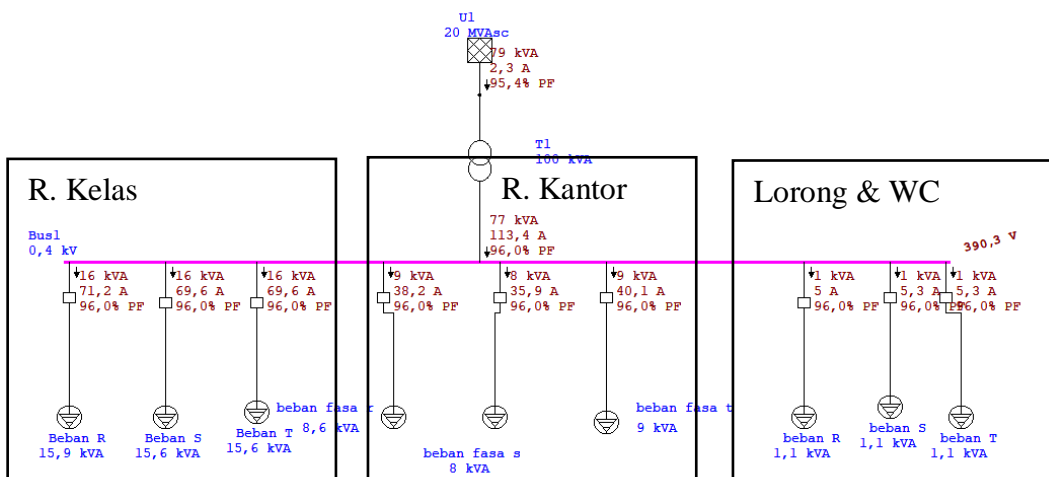 U1
20 MVAsc
79 kVA
2,3 A
95,4% PF
T1
100 kVA
R. Kelas
R. Kantor
Lorong & WC
77 kVA
113,4 A
96,0% PF
Bus1
0,4 kV
390,3 V
16 kVA
71,2 A
96,0% PF
16 kVA
69,6 A
96,0% PF
16 kVA
69,6 A
96,0% PF
9 kVA
38,2 A
96,0% PF
8 kVA
35,9 A
96,0% PF
9 kVA
40,1 A
96,0% PF
1 kVA
5 A
96,0% PF
1 kVA
5,3 A
96,0% PF
1 kVA
5,3 A
96,0% PF
Beban R
15,9 kVA
Beban S
15,6 kVA
Beban T
15,6 kVA
beban fasa r
8,6 kVA
beban fasa s
8 kVA
beban fasa t
9 kVA
beban R
1,1 kVA
beban S
1,1 kVA
beban T
1,1 kVA